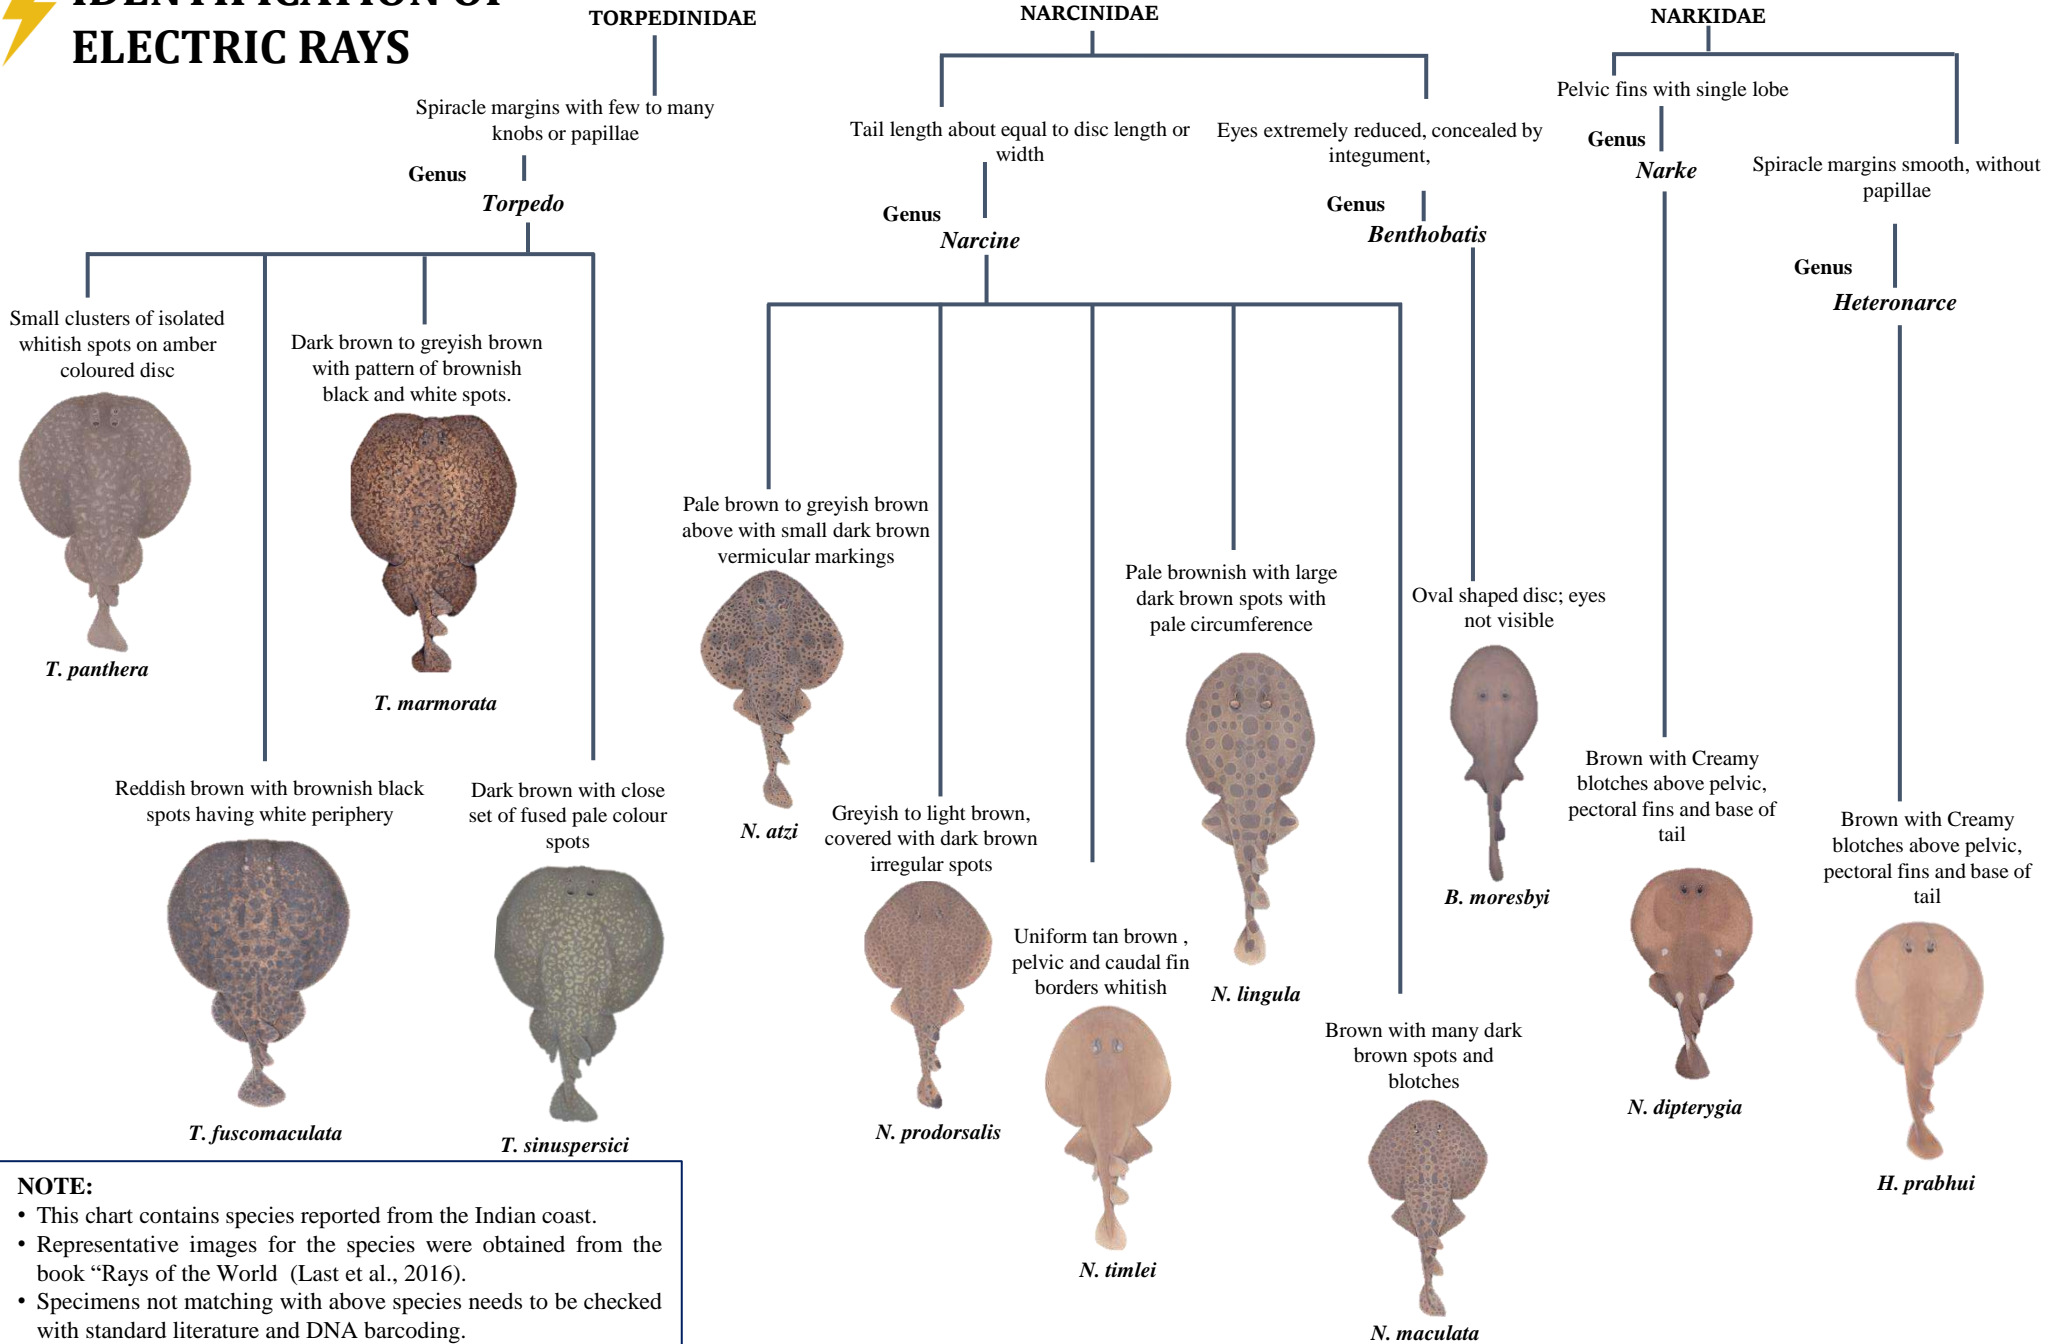 IDENTIFICATION OF
ELECTRIC RAYS
TORPEDINIDAE
Spiracle margins with few to many
knobs or papillae
Genus
Torpedo
Small clusters of isolated
whitish spots on amber
coloured disc
T. panthera
Dark brown to greyish brown
with pattern of brownish
black and white spots.
T. marmorata
Reddish brown with brownish black
spots having white periphery
T. fuscomaculata
Dark brown with close
set of fused pale colour
spots
T. sinuspersici
NARCINIDAE
Tail length about equal to disc length or
width
Genus
Narcine
Pale brown to greyish brown
above with small dark brown
vermicular markings
N. atzi
Greyish to light brown,
covered with dark brown
irregular spots
N. prodorsalis
Uniform tan brown ,
pelvic and caudal fin
borders whitish
N. timlei
Pale brownish with large
dark brown spots with
pale circumference
N. lingula
Brown with many dark
brown spots and
blotches
N. maculata
Eyes extremely reduced, concealed by
integument,
Genus
Benthobatis
Oval shaped disc; eyes
not visible
B. moresbyi
NARKIDAE
Pelvic fins with single lobe
Genus
Narke
Brown with Creamy
blotches above pelvic,
pectoral fins and base of
tail
N. dipterygia
Spiracle margins smooth, without
papillae
Genus
Heteronarce
Brown with Creamy
blotches above pelvic,
pectoral fins and base of
tail
H. prabhui
NOTE:
• This chart contains species reported from the Indian coast.
• Representative images for the species were obtained from the
book “Rays of the World (Last et al., 2016).
• Specimens not matching with above species needs to be checked
with standard literature and DNA barcoding.